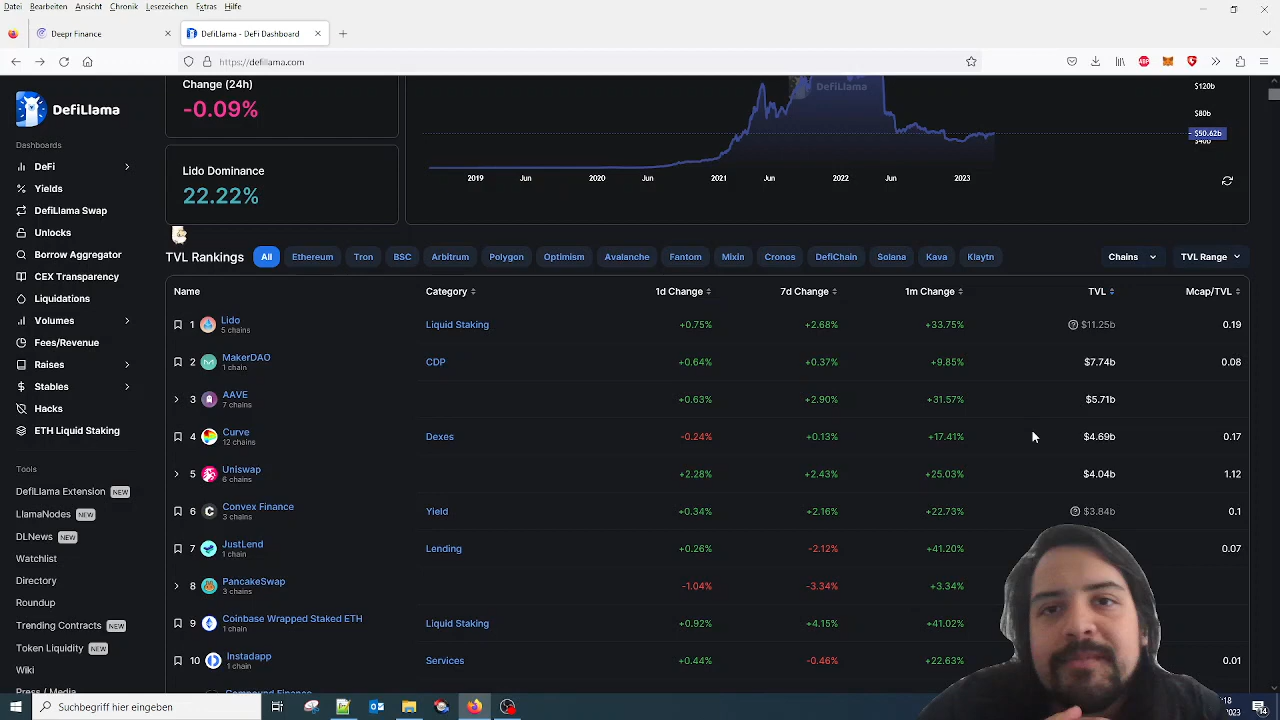 Datei Bearbeiten Ansicht Chronik Lesezeichen Extras Hilfe
Deepr Finance
DefiLlama - DeFi Dashboard
https://defillama.com
DefiLlama
Dashboards
DeFi
Yields
DefiLlama Swap
Unlocks
Borrow Aggregator
CEX Transparency
Liquidations
Volumes
Fees/Revenue
Raises
Stables
Hacks
ETH Liquid Staking
Tools
DefiLlama Extension NEW
LlamaNodes NEW
DLNews NEW
Watchlist
Directory
Roundup
Trending Contracts NEW
Token Liquidity NEW
Wiki
Press / Media
Change (24h)
-0.09%
Lido Dominance
22.22%
DefiLlama
$120b
$80b
$50.62b
2019 Jun 2020 Jun 2021 Jun 2022 Jun 2023
TVL Rankings All Ethereum Tron BSC Arbitrum Polygon Optimism Avalanche Fantom Mixin Cronos DefiChain Solana Kava Klaytn Chains TVL Range
Name Category 1d Change 7d Change 1m Change TVL Mcap/TVL
1 Lido Liquid Staking +0.75% +2.68% +33.75% $11.25b 0.19
5 chains
2 MakerDAO CDP +0.64% +0.37% +9.85% $7.74b 0.08
1 chain
3 AAVE +0.63% +2.90% +31.57% $5.71b
7 chains
4 Curve Dexes -0.24% +0.13% +17.41% $4.69b 0.17
12 chains
5 Uniswap +2.28% +2.43% +25.03% $4.04b 1.12
6 chains
6 Convex Finance Yield +0.34% +2.16% +22.73% $3.84b 0.1
3 chains
7 JustLend Lending +0.26% -2.12% +41.20% 0.07
1 chain
8 PancakeSwap -1.04% -3.34% +3.34%
3 chains
9 Coinbase Wrapped Staked ETH Liquid Staking +0.92% +4.15% +41.02%
1 chain
10 Instadapp Services +0.44% -0.46% +22.63% 0.01
1 chain
Compound Finance
Suchbegriff hier eingeben